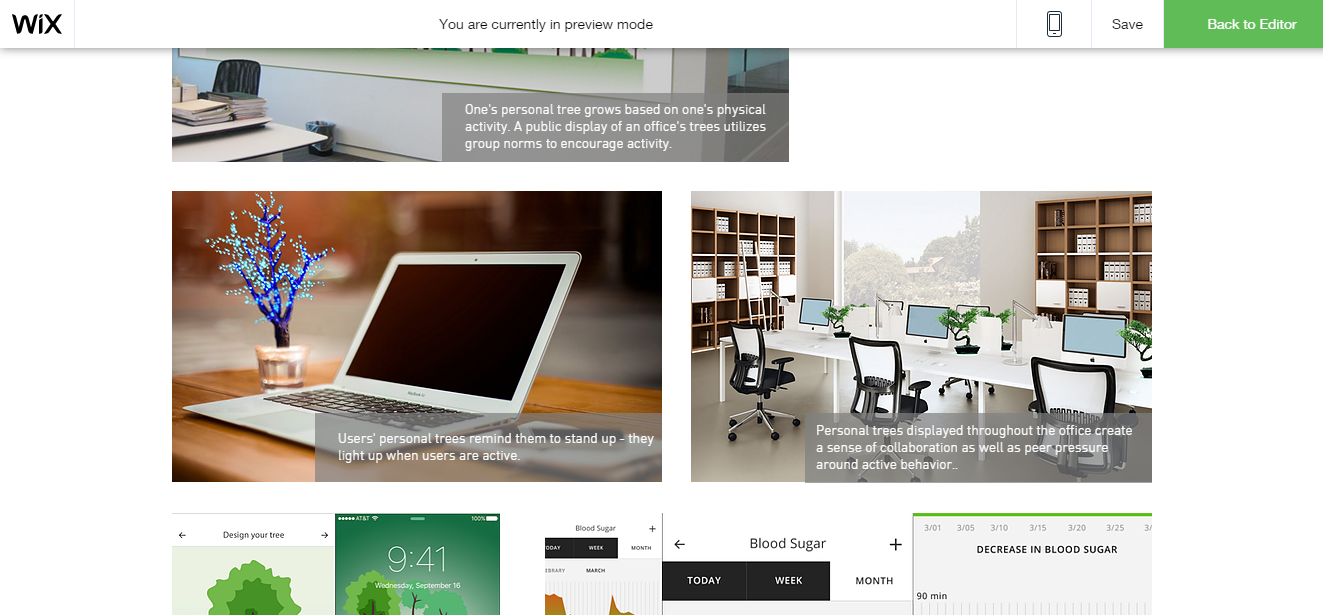 WiX
You are currently in preview mode
Save
Back to Editor
One's personal tree grows based on one's physical
activity. A public display of an office's trees utilizes
group norms to encourage activity.
Users' personal trees remind them to stand up - they
light up when users are active.
Personal trees displayed throughout the office create
a sense of collaboration as well as peer pressure
around active behavior..
Design your tree
AT&T
100%
9:41
Wednesday, September 16
Blood Sugar
+
ODAY
WEEK
MONTH
EBRARY
MARCH
Blood Sugar
+
TODAY
WEEK
MONTH
3/01 3/05 3/10 3/15 3/20 3/25 3/
DECREASE IN BLOOD SUGAR
90 min